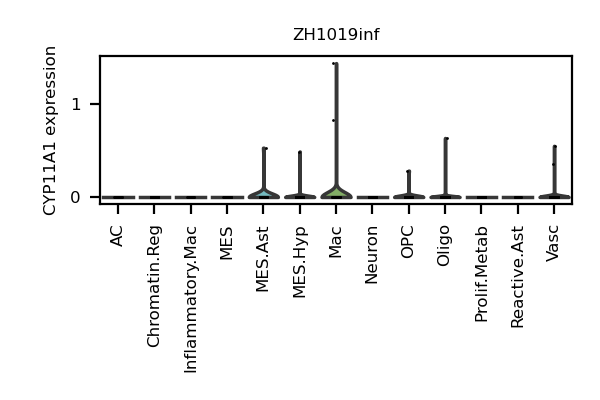 ZH1019inf
CYP11A1 expression
1
0
AC
Chromatin.Reg
Inflammatory.Mac
MES
MES.Ast
MES.Hyp
Mac
Neuron
OPC
Oligo
Prolif.Metab
Reactive.Ast
Vasc